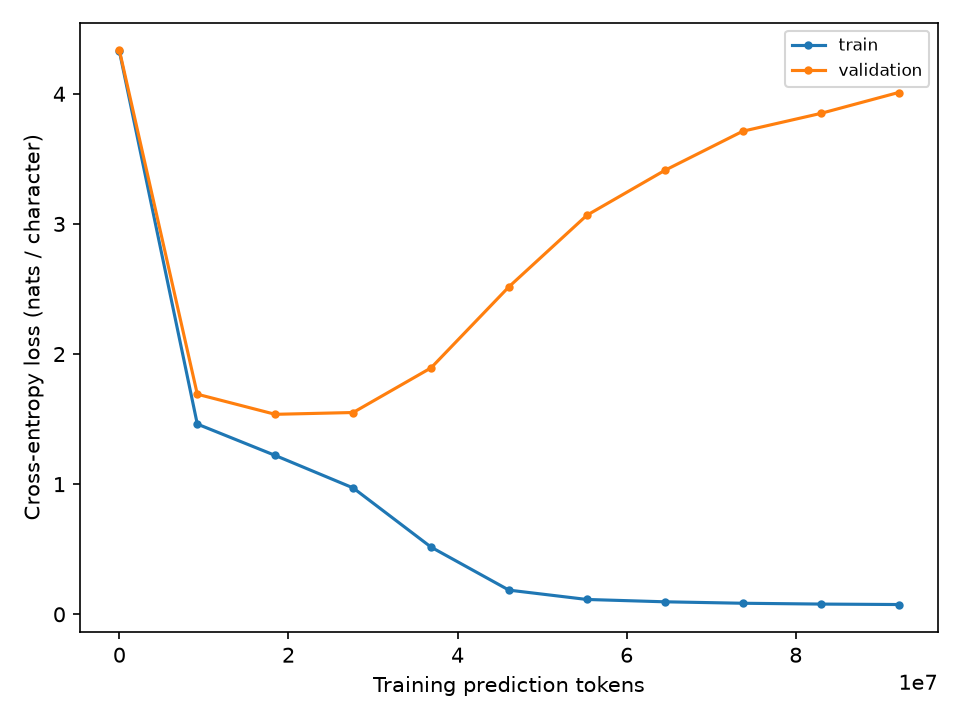 train
validation
4
3
2
1
0
Cross-entropy loss (nats / character)
0 2 4 6 8
1e7
Training prediction tokens